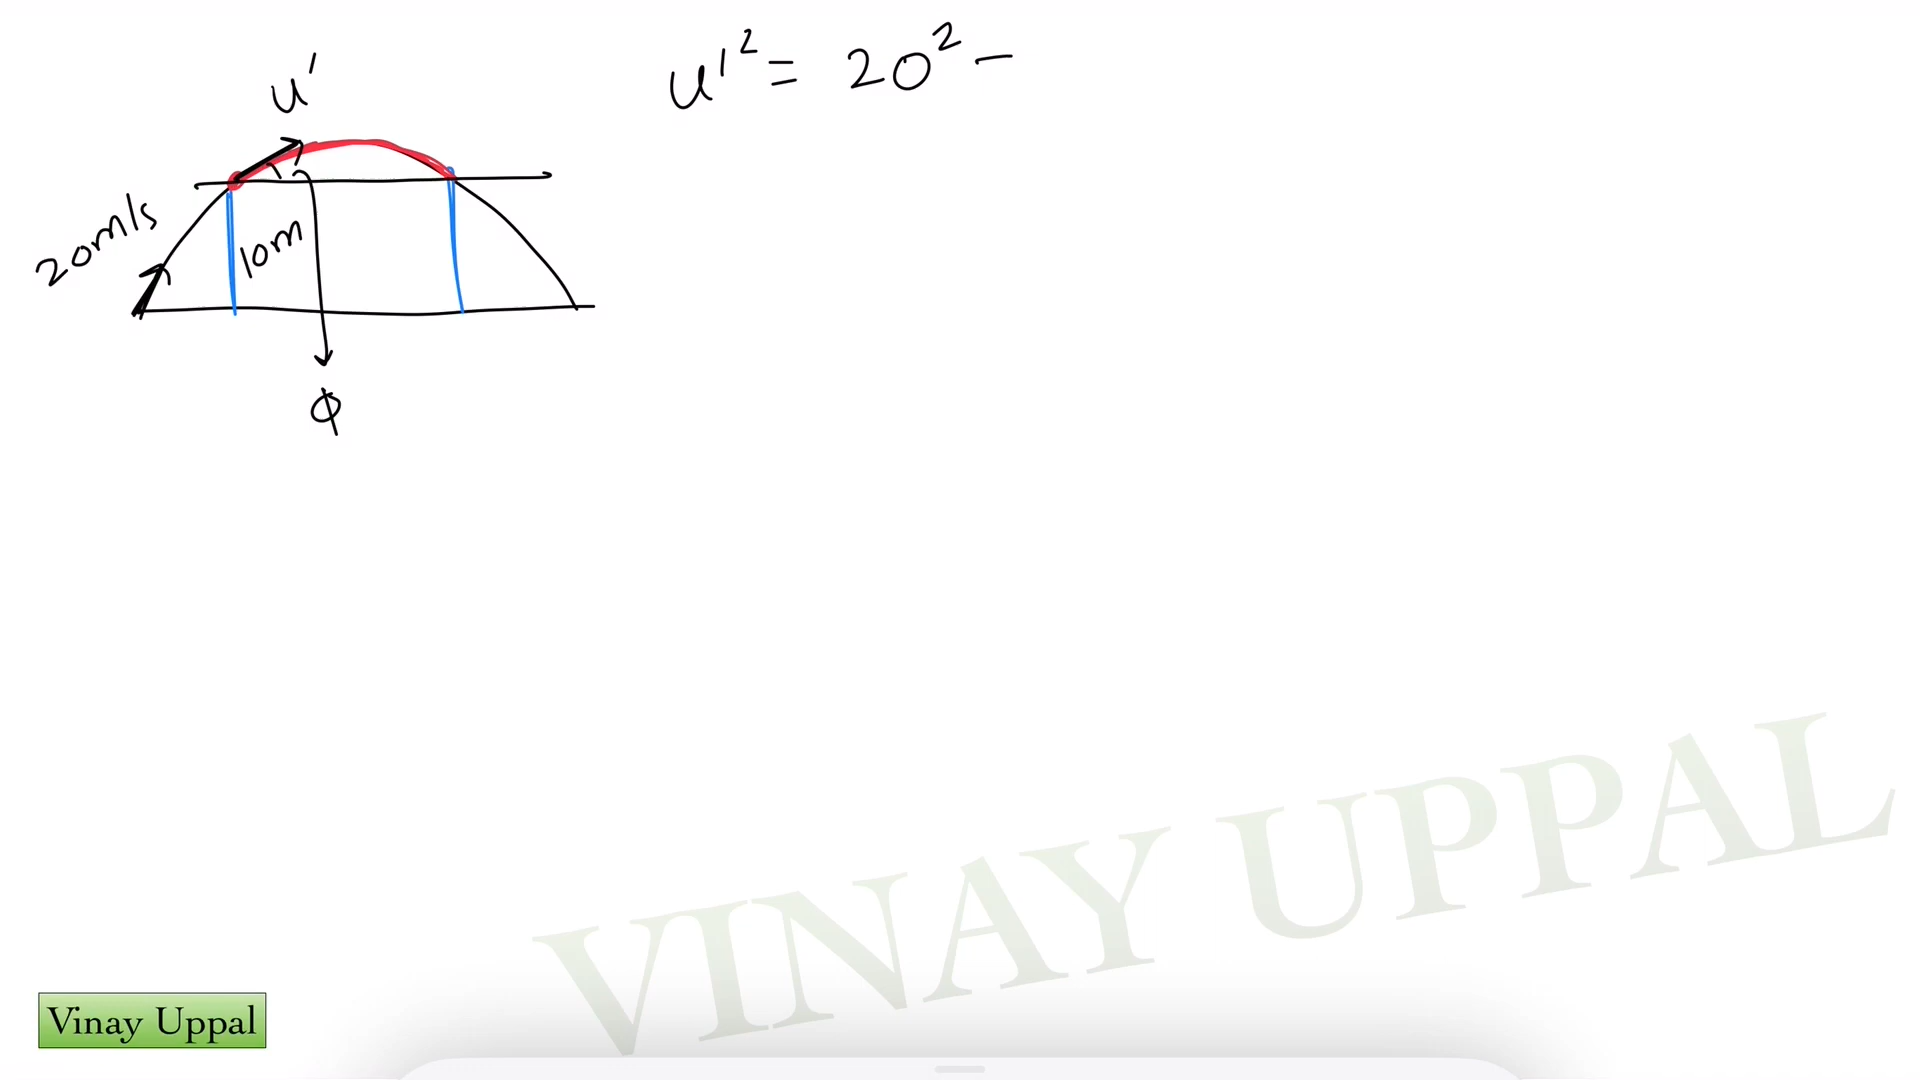 u'
u'² = 20² –
20m/s
10m
ϕ
VINAY UPPAL
Vinay Uppal